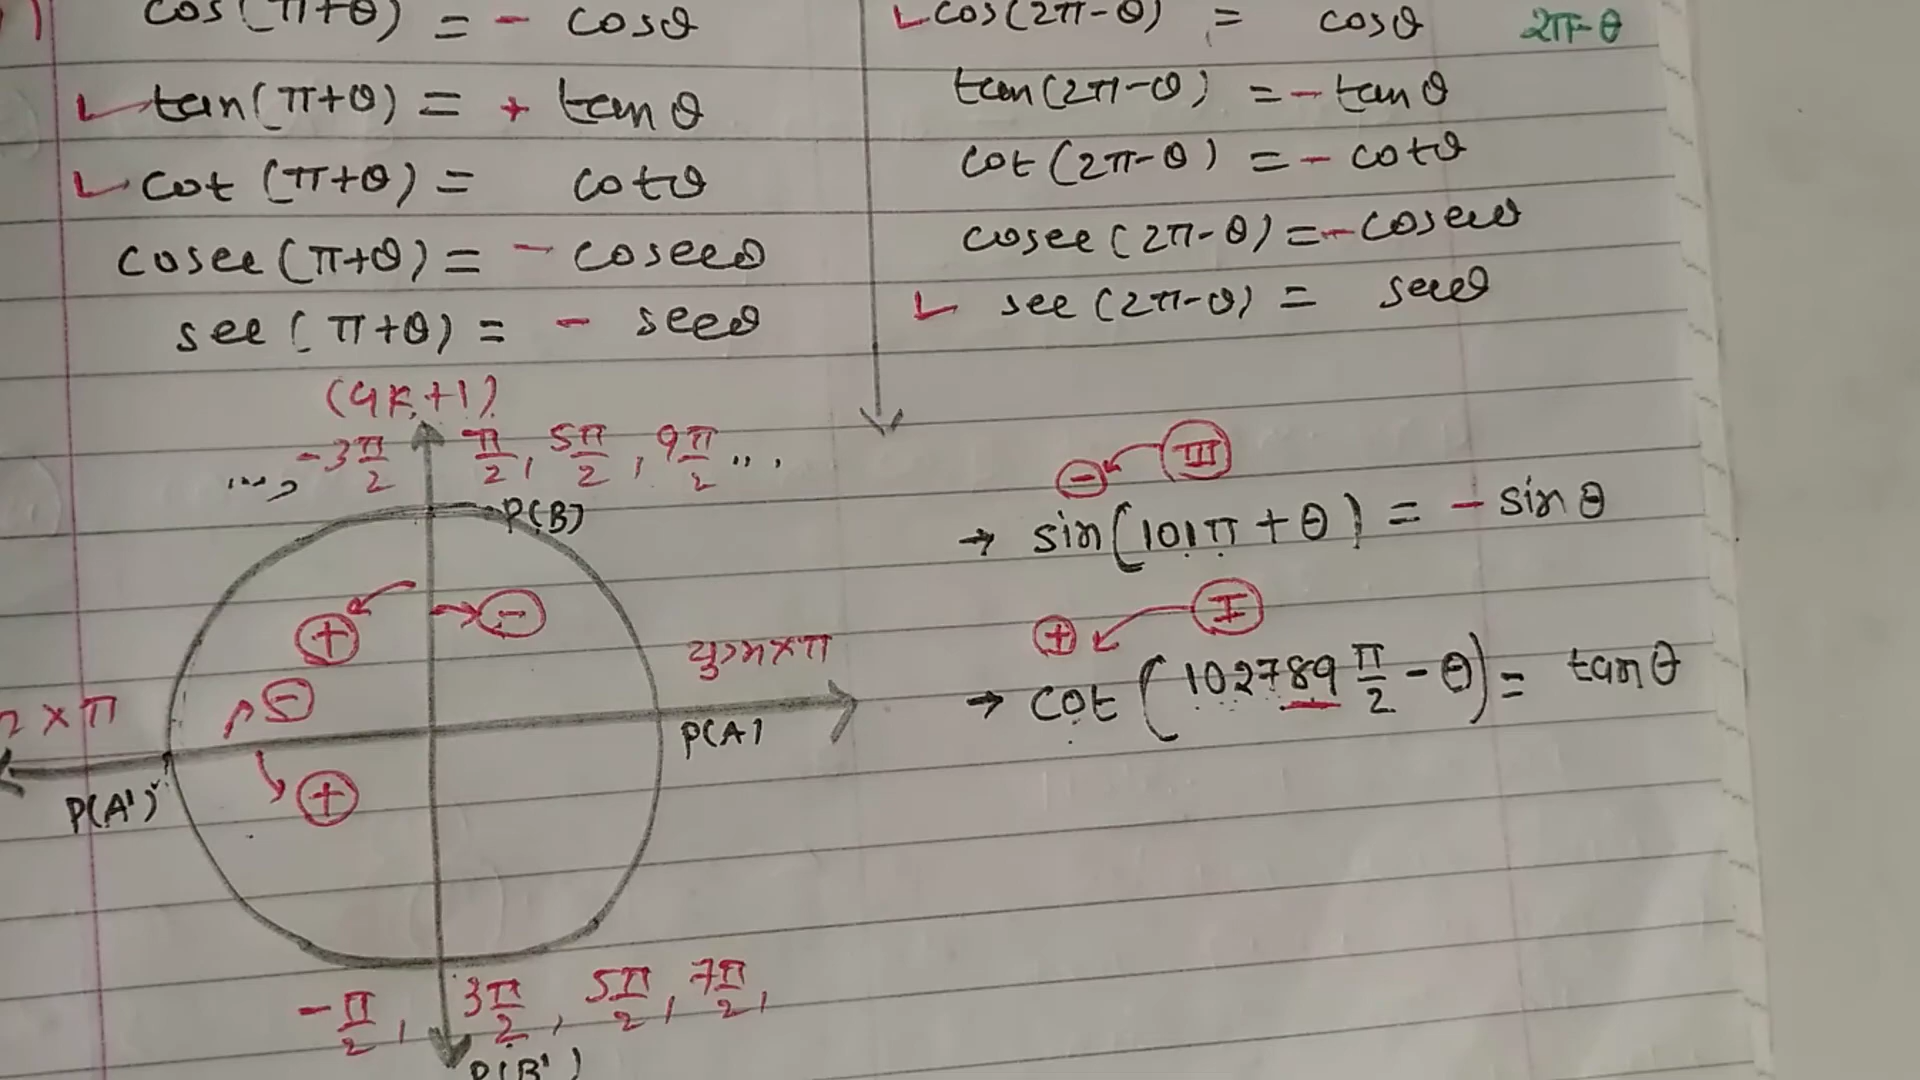 cos(π+θ) = - cosθ
tan(π+θ) = + tanθ
cot (π+θ) = cotθ
cosec(π+θ) = - cosecθ
sec(π+θ) = - secθ
cos(2π-θ) = cosθ 2π-θ
tan(2π-θ) = - tanθ
cot(2π-θ) = - cotθ
cosec(2π-θ) = - cosecθ
sec(2π-θ) = secθ
(4k+1)
..., -3π/2 π/2, 5π/2, 9π/2 ...
P(B)
+ -
π
n × π -
P(A)
P(A') +
-π/2, 3π/2, 5π/2, 7π/2,
P(B')
- III
→ sin(101π + θ) = - sinθ
+ I
→ cot(102789 π/2 - θ) = tanθ